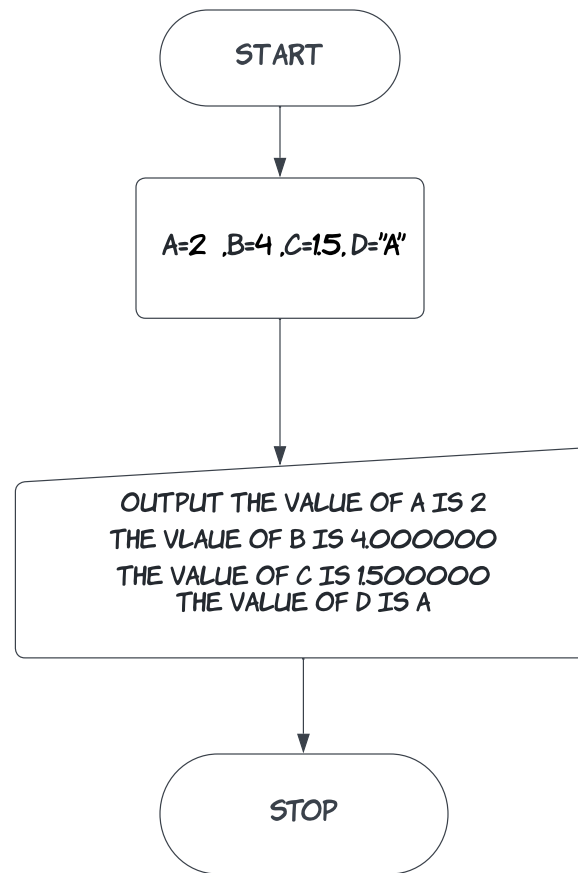 START
A=2 ,B=4 ,C=1.5, D="A"
OUTPUT THE VALUE OF A IS 2
THE VLAUE OF B IS 4.000000
THE VALUE OF C IS 1.500000
THE VALUE OF D IS A
STOP